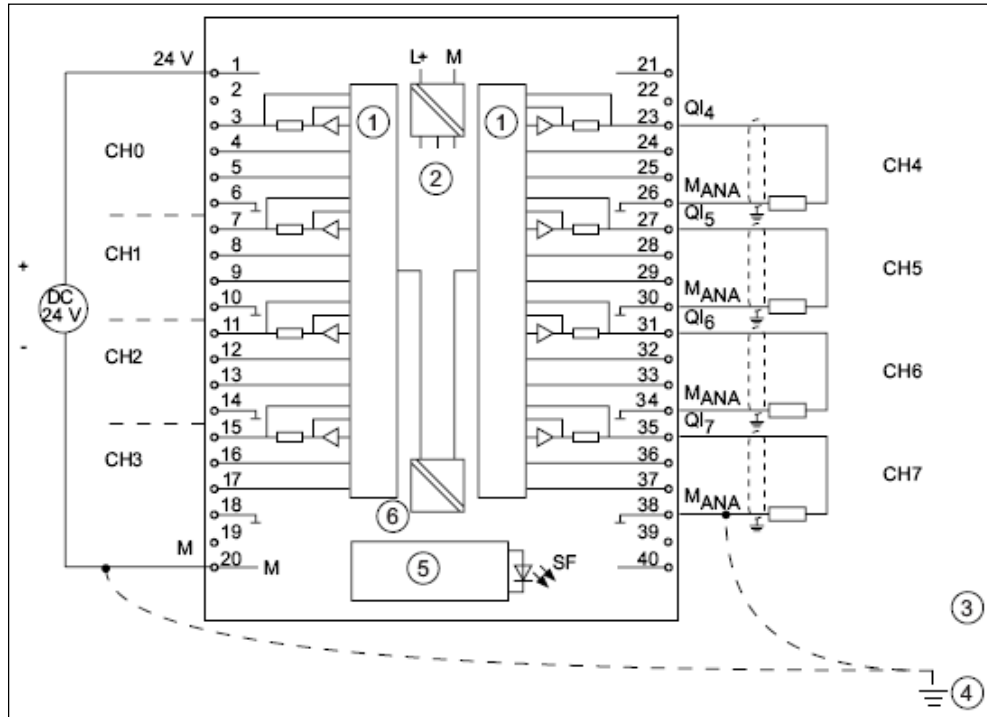 24 V
L+ M
1 21
2 22
3 23 QI4
CH0 1 1 CH4
4 24
2
5 25
6 26 MANA
7 27 QI5
CH1 CH5
8 28
9 29
+
10 30 MANA
DC
24 V
11 31 QI6
-
CH2 CH6
12 32
13 33
14 34 MANA
15 35 QI7
CH3 CH7
16 36
17 37
6
18 38 MANA
19 39
M
20 M 40
5 SF
3
4